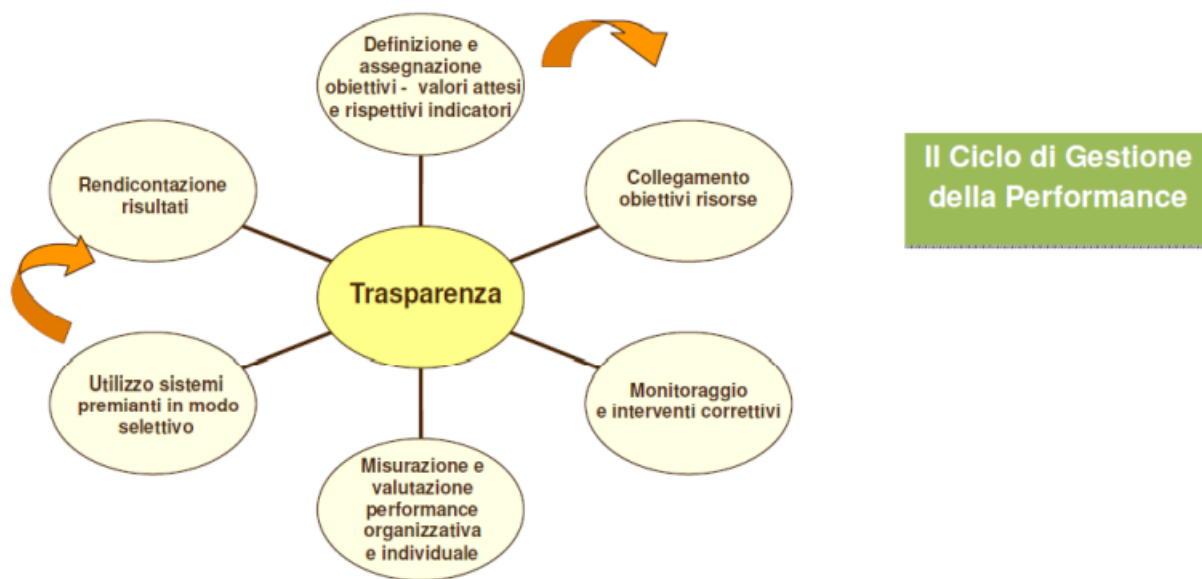 Definizione e
assegnazione
obiettivi - valori attesi
e rispettivi indicatori
Collegamento
obiettivi risorse
Monitoraggio
e interventi correttivi
Misurazione e
valutazione
performance
organizzativa
e individuale
Utilizzo sistemi
premianti in modo
selettivo
Rendicontazione
risultati
Trasparenza
Il Ciclo di Gestione
della Performance